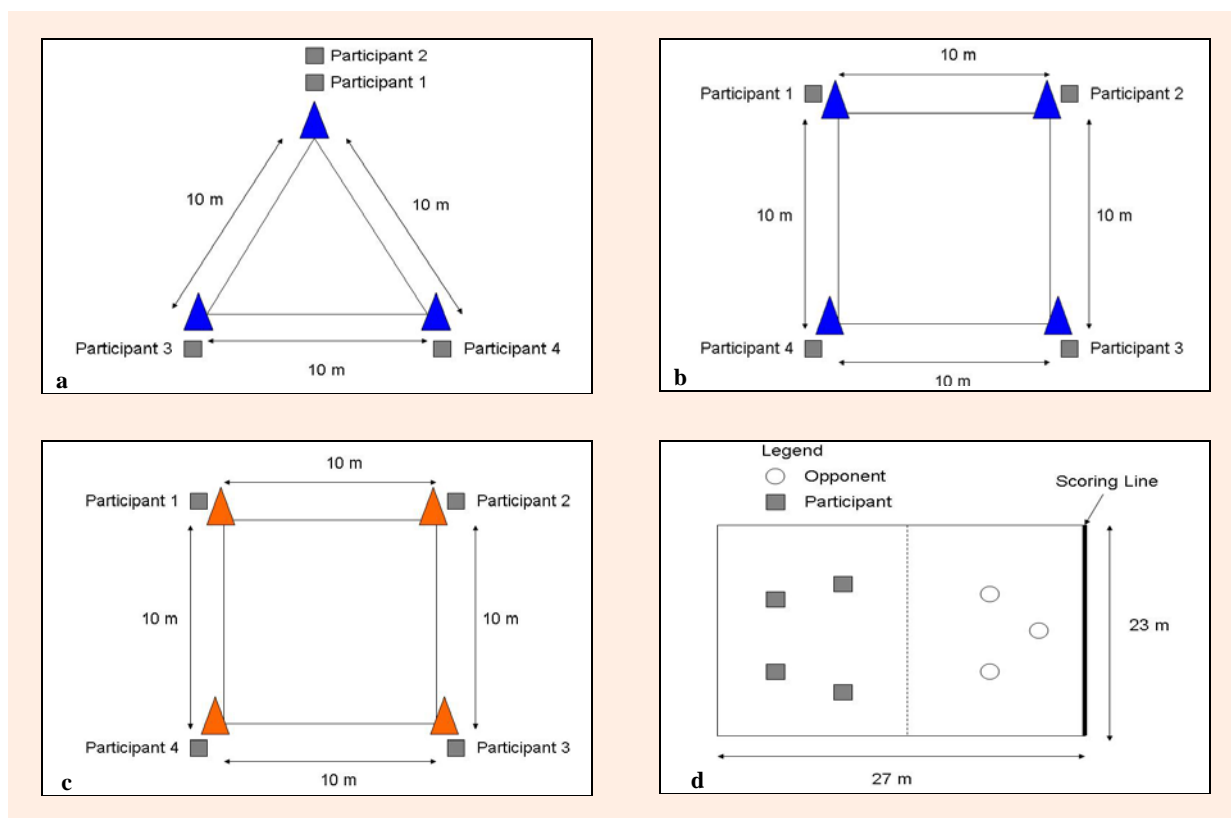 Participant 2
Participant 1
10 m
10 m
Participant 3
Participant 4
10 m
a
10 m
Participant 1
Participant 2
10 m
10 m
Participant 4
Participant 3
10 m
b
10 m
Participant 1
Participant 2
10 m
10 m
Participant 4
Participant 3
10 m
c
Legend
Opponent
Participant
Scoring Line
23 m
27 m
d